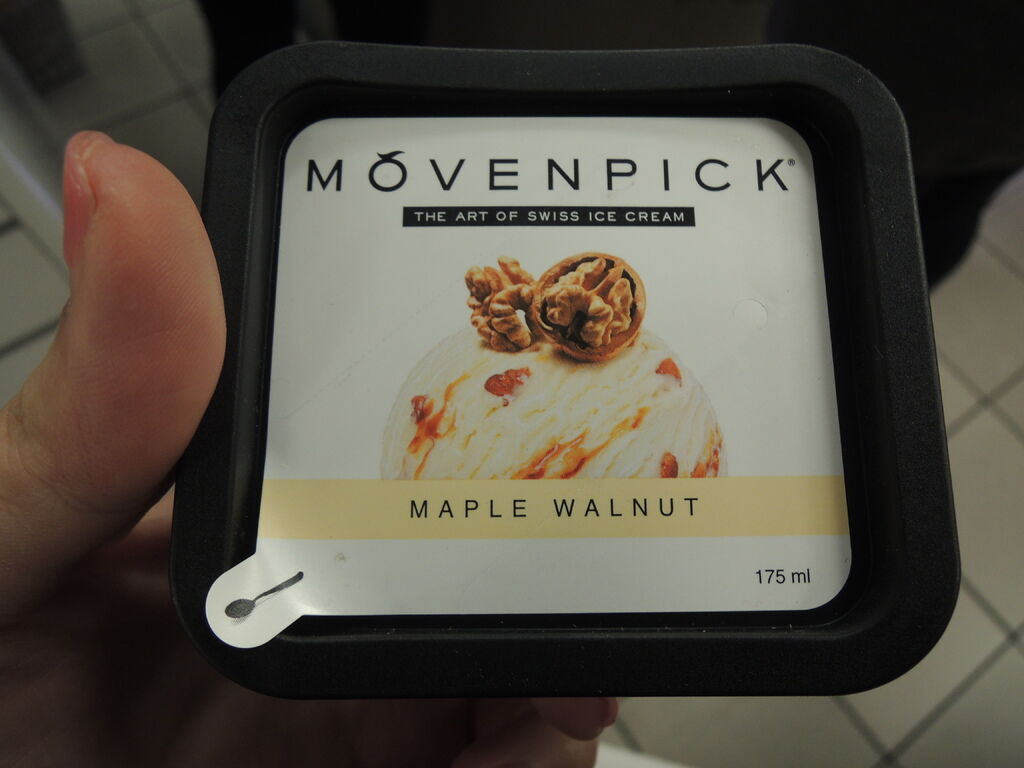 MÖVENPICK®
THE ART OF SWISS ICE CREAM
MAPLE WALNUT
175 ml